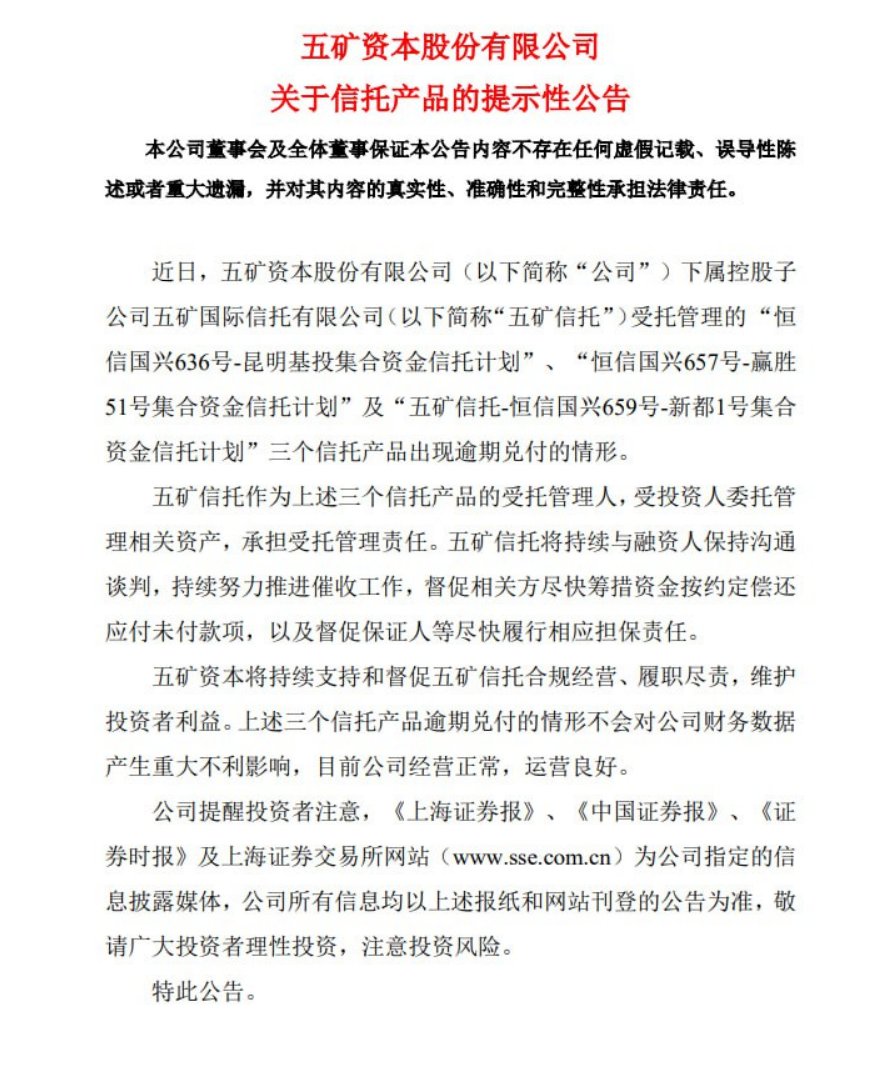 五矿资本股份有限公司
关于信托产品的提示性公告
本公司董事会及全体董事保证本公告内容不存在任何虚假记载、误导性陈
述或者重大遗漏，并对其内容的真实性、准确性和完整性承担法律责任。
近日，五矿资本股份有限公司（以下简称“公司”）下属控股子
公司五矿国际信托有限公司（以下简称“五矿信托”）受托管理的“恒
信国兴636号-昆明基投集合资金信托计划”、“恒信国兴657号-赢胜
51号集合资金信托计划”及“五矿信托-恒信国兴659号-新都1号集合
资金信托计划”三个信托产品出现逾期兑付的情形。
五矿信托作为上述三个信托产品的受托管理人，受投资人委托管
理相关资产，承担受托管理责任。五矿信托将持续与融资人保持沟通
谈判，持续努力推进催收工作，督促相关方尽快筹措资金按约定偿还
应付未付款项，以及督促保证人等尽快履行相应担保责任。
五矿资本将持续支持和督促五矿信托合规经营、履职尽责，维护
投资者利益。上述三个信托产品逾期兑付的情形不会对公司财务数据
产生重大不利影响，目前公司经营正常，运营良好。
公司提醒投资者注意，《上海证券报》、《中国证券报》、《证
券时报》及上海证券交易所网站（www.sse.com.cn）为公司指定的信
息披露媒体，公司所有信息均以上述报纸和网站刊登的公告为准，敬
请广大投资者理性投资，注意投资风险。
特此公告。